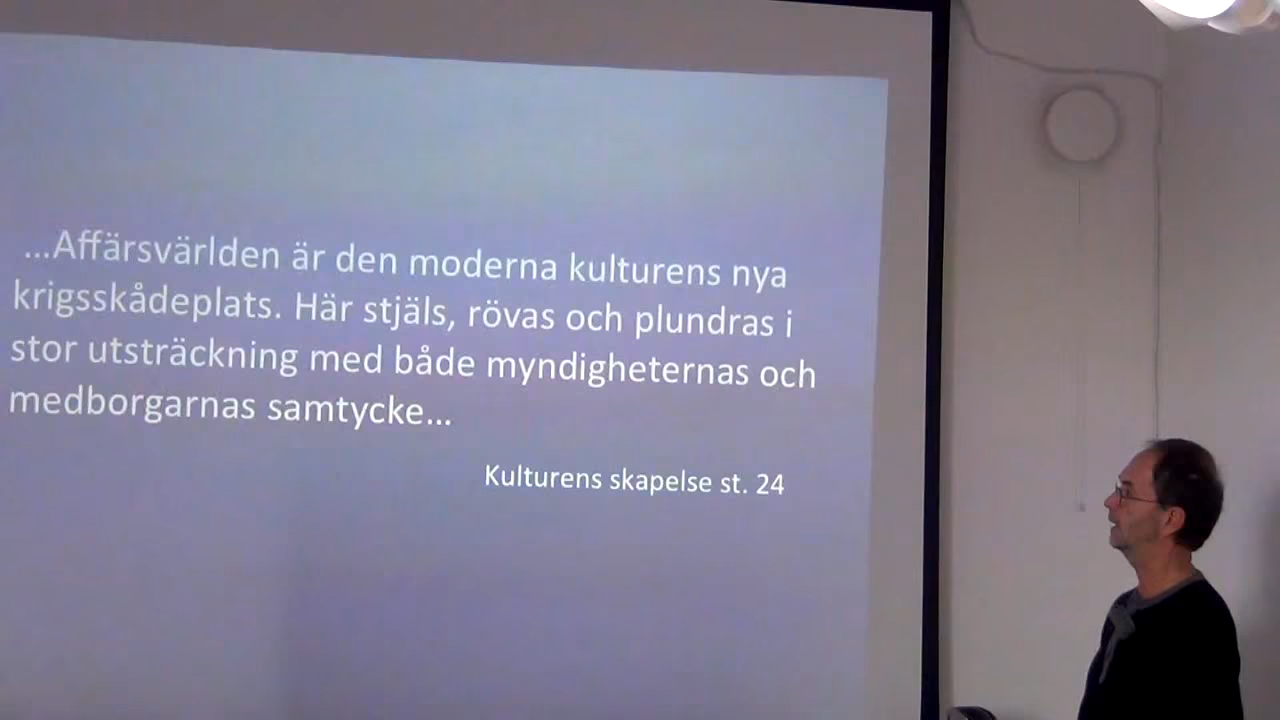 ...Affärsvärlden är den moderna kulturens nya
krigsskådeplats. Här stjäls, rövas och plundras i
stor utsträckning med både myndigheternas och
medborgarnas samtycke...
Kulturens skapelse st. 24